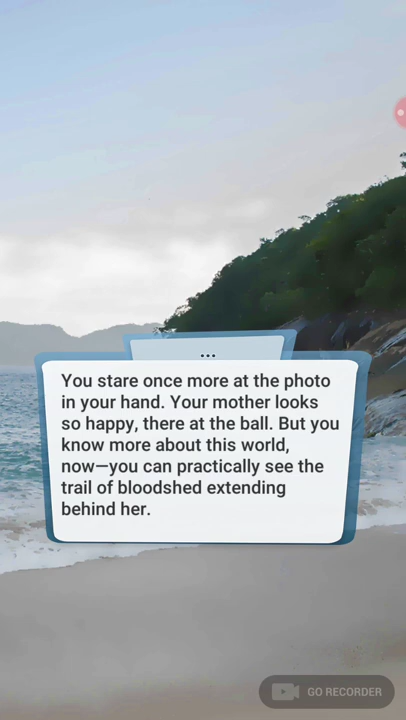 ...
You stare once more at the photo
in your hand. Your mother looks
so happy, there at the ball. But you
know more about this world,
now—you can practically see the
trail of bloodshed extending
behind her.
GO RECORDER